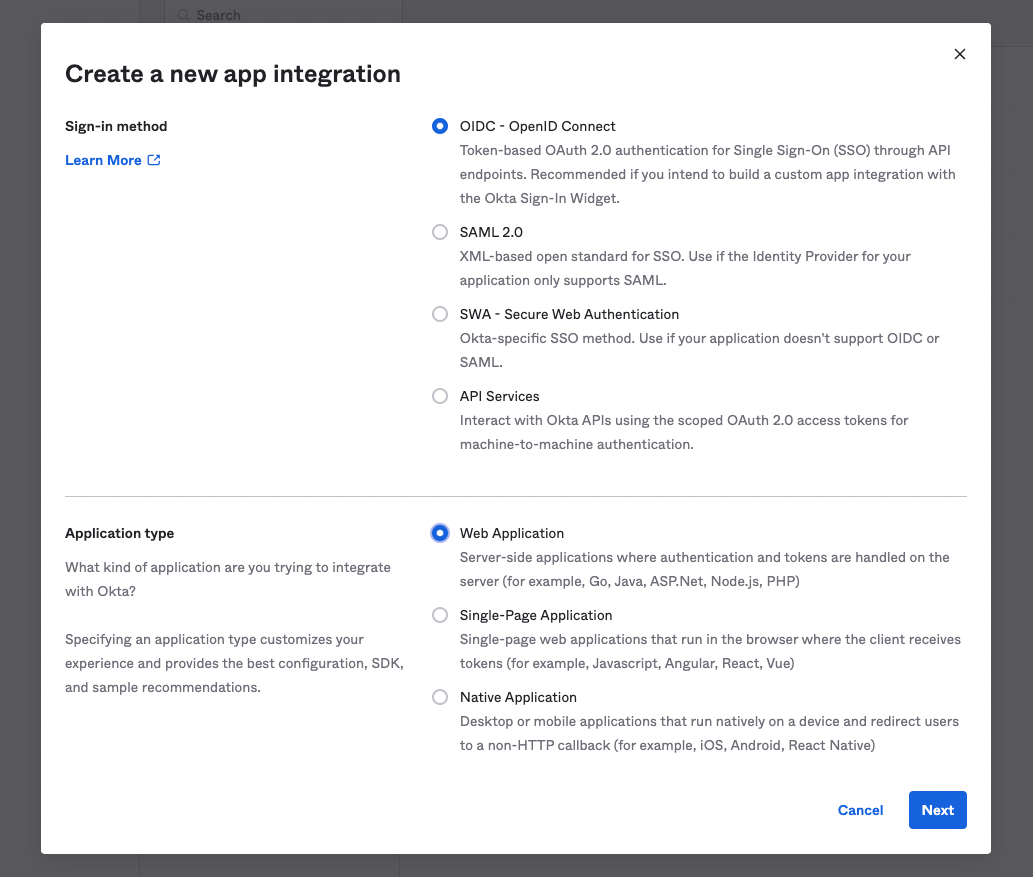 Search
Create a new app integration
Sign-in method
Learn More
OIDC - OpenID Connect
Token-based OAuth 2.0 authentication for Single Sign-On (SSO) through API
endpoints. Recommended if you intend to build a custom app integration with
the Okta Sign-In Widget.
SAML 2.0
XML-based open standard for SSO. Use if the Identity Provider for your
application only supports SAML.
SWA - Secure Web Authentication
Okta-specific SSO method. Use if your application doesn't support OIDC or
SAML.
API Services
Interact with Okta APIs using the scoped OAuth 2.0 access tokens for
machine-to-machine authentication.
Application type
What kind of application are you trying to integrate
with Okta?
Specifying an application type customizes your
experience and provides the best configuration, SDK,
and sample recommendations.
Web Application
Server-side applications where authentication and tokens are handled on the
server (for example, Go, Java, ASP.Net, Node.js, PHP)
Single-Page Application
Single-page web applications that run in the browser where the client receives
tokens (for example, Javascript, Angular, React, Vue)
Native Application
Desktop or mobile applications that run natively on a device and redirect users
to a non-HTTP callback (for example, iOS, Android, React Native)
Cancel
Next